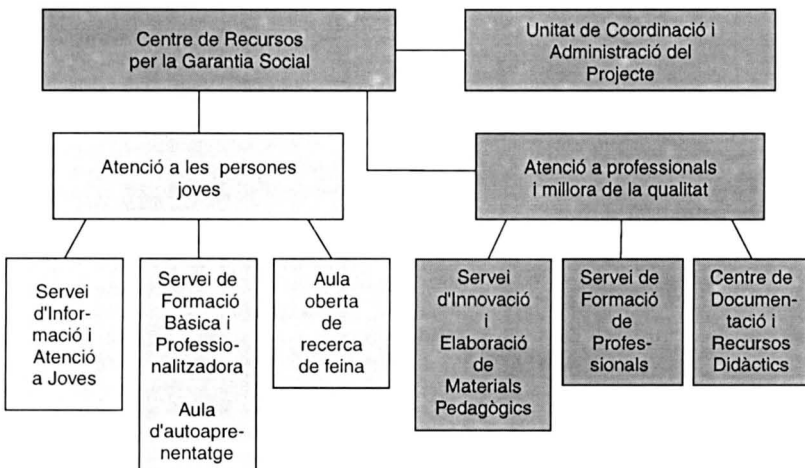 Centre de Recursos
per la Garantia Social
Unitat de Coordinació i
Administració del
Projecte
Atenció a les persones
joves
Atenció a professionals
i millora de la qualitat
Servei
d'Infor-
mació i
Atenció
a Joves
Servei de
Formació
Bàsica i
Professio-
nalitzadora
Aula
d'autoapre-
nentatge
Aula
oberta
de
recerca
de feina
Servei
d'Innovació
i
Elaboració
de
Materials
Pedagògics
Servei de
Formació
de
Profes-
sionals
Centre de
Documen-
tació i
Recursos
Didàctics